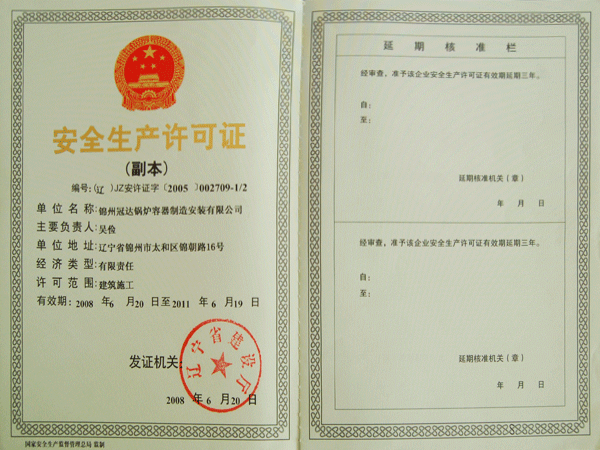 安全生产许可证
(副本)
编号:(辽)JZ安许证字〔2005〕002709-1/2
单位名称:锦州冠达锅炉容器制造安装有限公司
主要负责人:吴俭
单位地址:辽宁省锦州市太和区锦朝路16号
经济类型:有限责任
许可范围:建筑施工
有效期:2008 年6 月20 日至2011 年 6 月19 日
发证机关:
辽宁省建设厅
2008 年 6 月20 日
国家安全生产监督管理总局 监制
延期核准栏
经审查,准予该企业安全生产许可证有效期延期三年。
自:
至:
延期核准机关(章)
年 月 日
经审查,准予该企业安全生产许可证有效期延期三年。
自:
至:
延期核准机关(章)
年 月 日